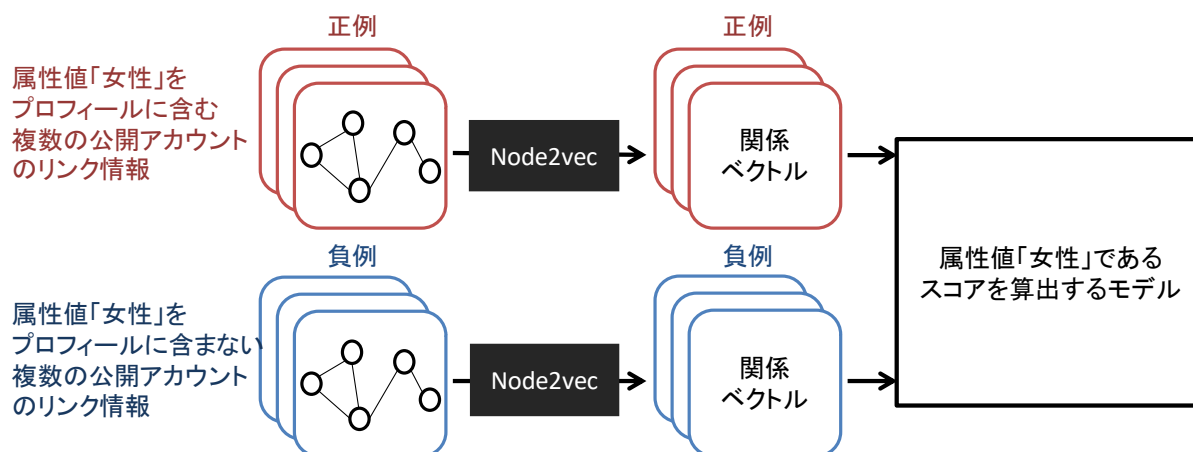 正例
属性値「女性」を
プロフィールに含む
複数の公開アカウント
のリンク情報
Node2vec
正例
関係
ベクトル
負例
属性値「女性」を
プロフィールに含まない
複数の公開アカウント
のリンク情報
Node2vec
負例
関係
ベクトル
属性値「女性」である
スコアを算出するモデル